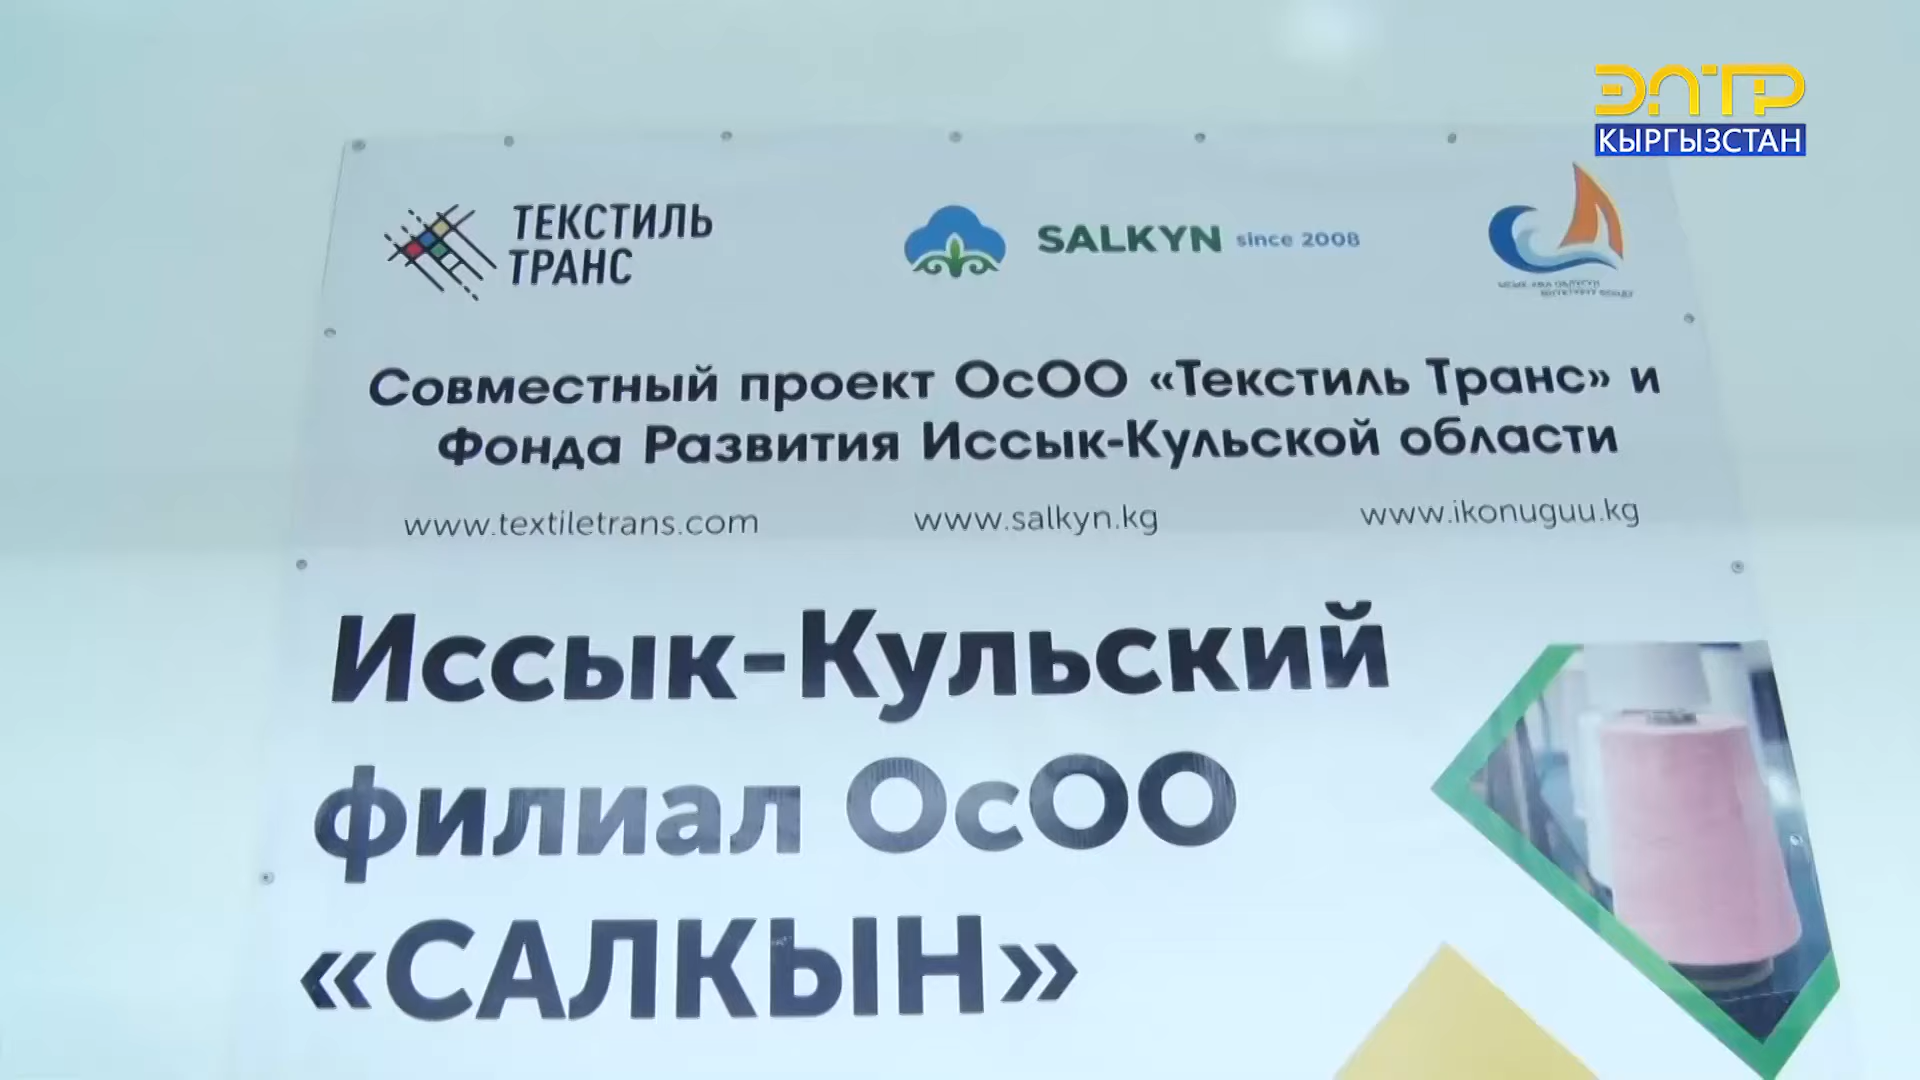 ЭЛТР
КЫРГЫЗСТАН
ТЕКСТИЛЬ
ТРАНС
SALKYN since 2008
Совместный проект ОсОО «Текстиль Транс» и
Фонда Развития Иссык-Кульской области
www.textiletrans.com
www.salkyn.kg
www.ikonuguu.kg
Иссык-Кульский
филиал ОсОО
«САЛКЫН»